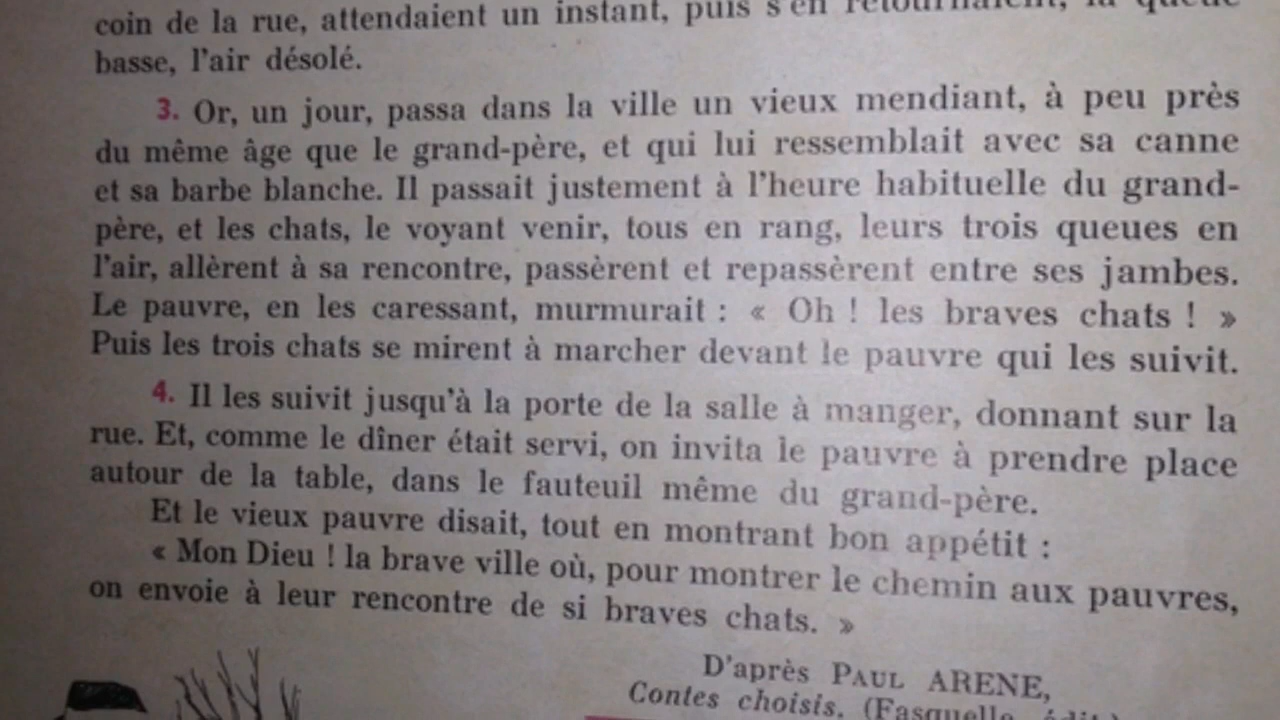 coin de la rue, attendaient un instant, puis s'en retournaient, la queue
basse, l'air désolé.
3. Or, un jour, passa dans la ville un vieux mendiant, à peu près
du même âge que le grand-père, et qui lui ressemblait avec sa canne
et sa barbe blanche. Il passait justement à l'heure habituelle du grand-
père, et les chats, le voyant venir, tous en rang, leurs trois queues en
l'air, allèrent à sa rencontre, passèrent et repassèrent entre ses jambes.
Le pauvre, en les caressant, murmurait : « Oh ! les braves chats ! »
Puis les trois chats se mirent à marcher devant le pauvre qui les suivit.
4. Il les suivit jusqu'à la porte de la salle à manger, donnant sur la
rue. Et, comme le dîner était servi, on invita le pauvre à prendre place
autour de la table, dans le fauteuil même du grand-père.
Et le vieux pauvre disait, tout en montrant bon appétit :
« Mon Dieu ! la brave ville où, pour montrer le chemin aux pauvres,
on envoie à leur rencontre de si braves chats. »
D'après PAUL ARENE,
Contes choisis. (Fasquelle, édit.)